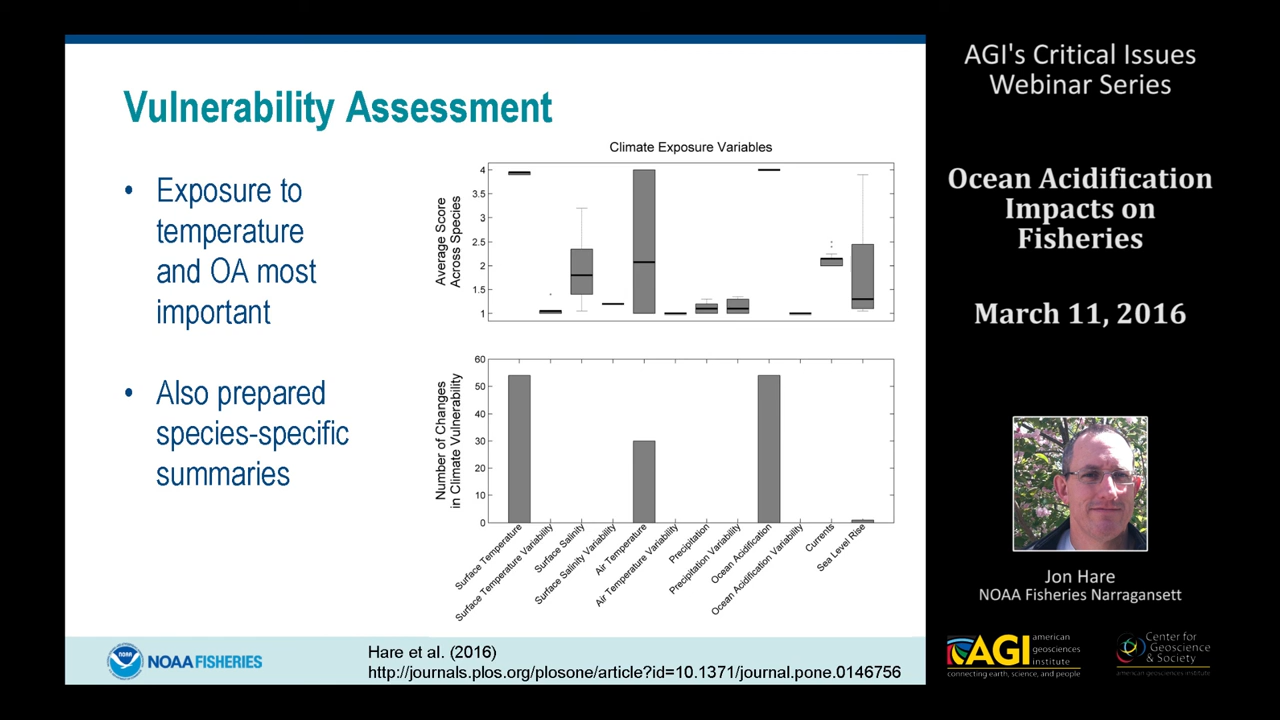 Vulnerability Assessment
• Exposure to
temperature
and OA most
important
• Also prepared
species-specific
summaries
Climate Exposure Variables
Average Score
Across Species
4
3.5
3
2.5
2
1.5
1
Number of Changes
in Climate Vulnerability
60
50
40
30
20
10
0
Surface Temperature
Surface Temperature Variability
Surface Salinity
Surface Salinity Variability
Air Temperature
Air Temperature Variability
Precipitation
Precipitation Variability
Ocean Acidification
Ocean Acidification Variability
Currents
Sea Level Rise
NOAA
NOAA FISHERIES
Hare et al. (2016)
http://journals.plos.org/plosone/article?id=10.1371/journal.pone.0146756
AGI's Critical Issues
Webinar Series
Ocean Acidification
Impacts on
Fisheries
March 11, 2016
Jon Hare
NOAA Fisheries Narragansett
AGI
american
geosciences
institute
connecting earth, science, and people
Center for
Geoscience
& Society
american geosciences institute